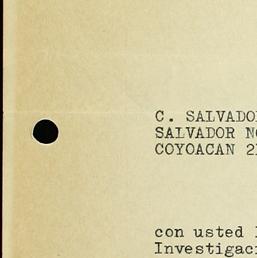 C. SALVADO
SALVADOR N
COYOACAN 2
con usted
Investigac